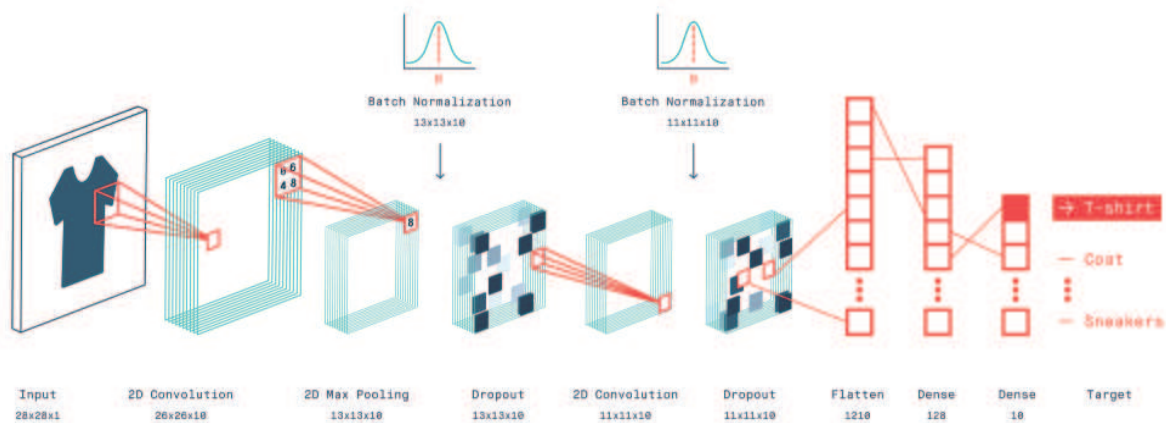 Batch Normalization
13x13x10
Batch Normalization
11x11x10
6 6
4 8
8
→ T-shirt
— Coat
— Sneakers
Input
28x28x1
2D Convolution
26x26x10
2D Max Pooling
13x13x10
Dropout
13x13x10
2D Convolution
11x11x10
Dropout
11x11x10
Flatten
1210
Dense
128
Dense
10
Target